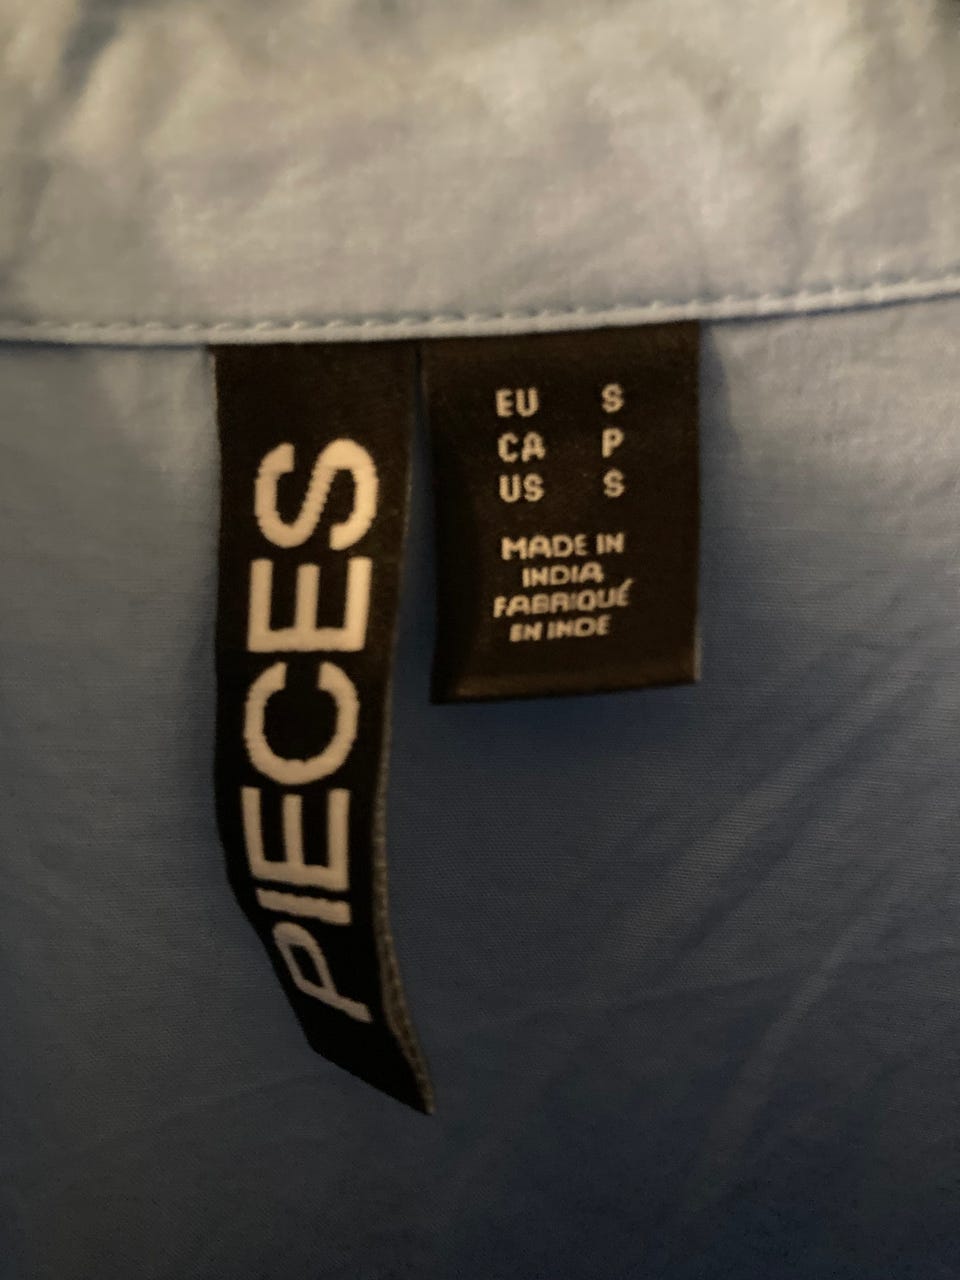 PIECES
EU S
CA P
US S
MADE IN
INDIA
FABRIQUÉ
EN INDE